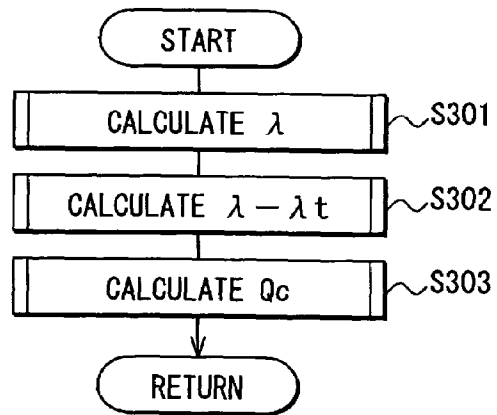 START
CALCULATE λ
S301
CALCULATE λ − λt
S302
CALCULATE Qc
S303
RETURN